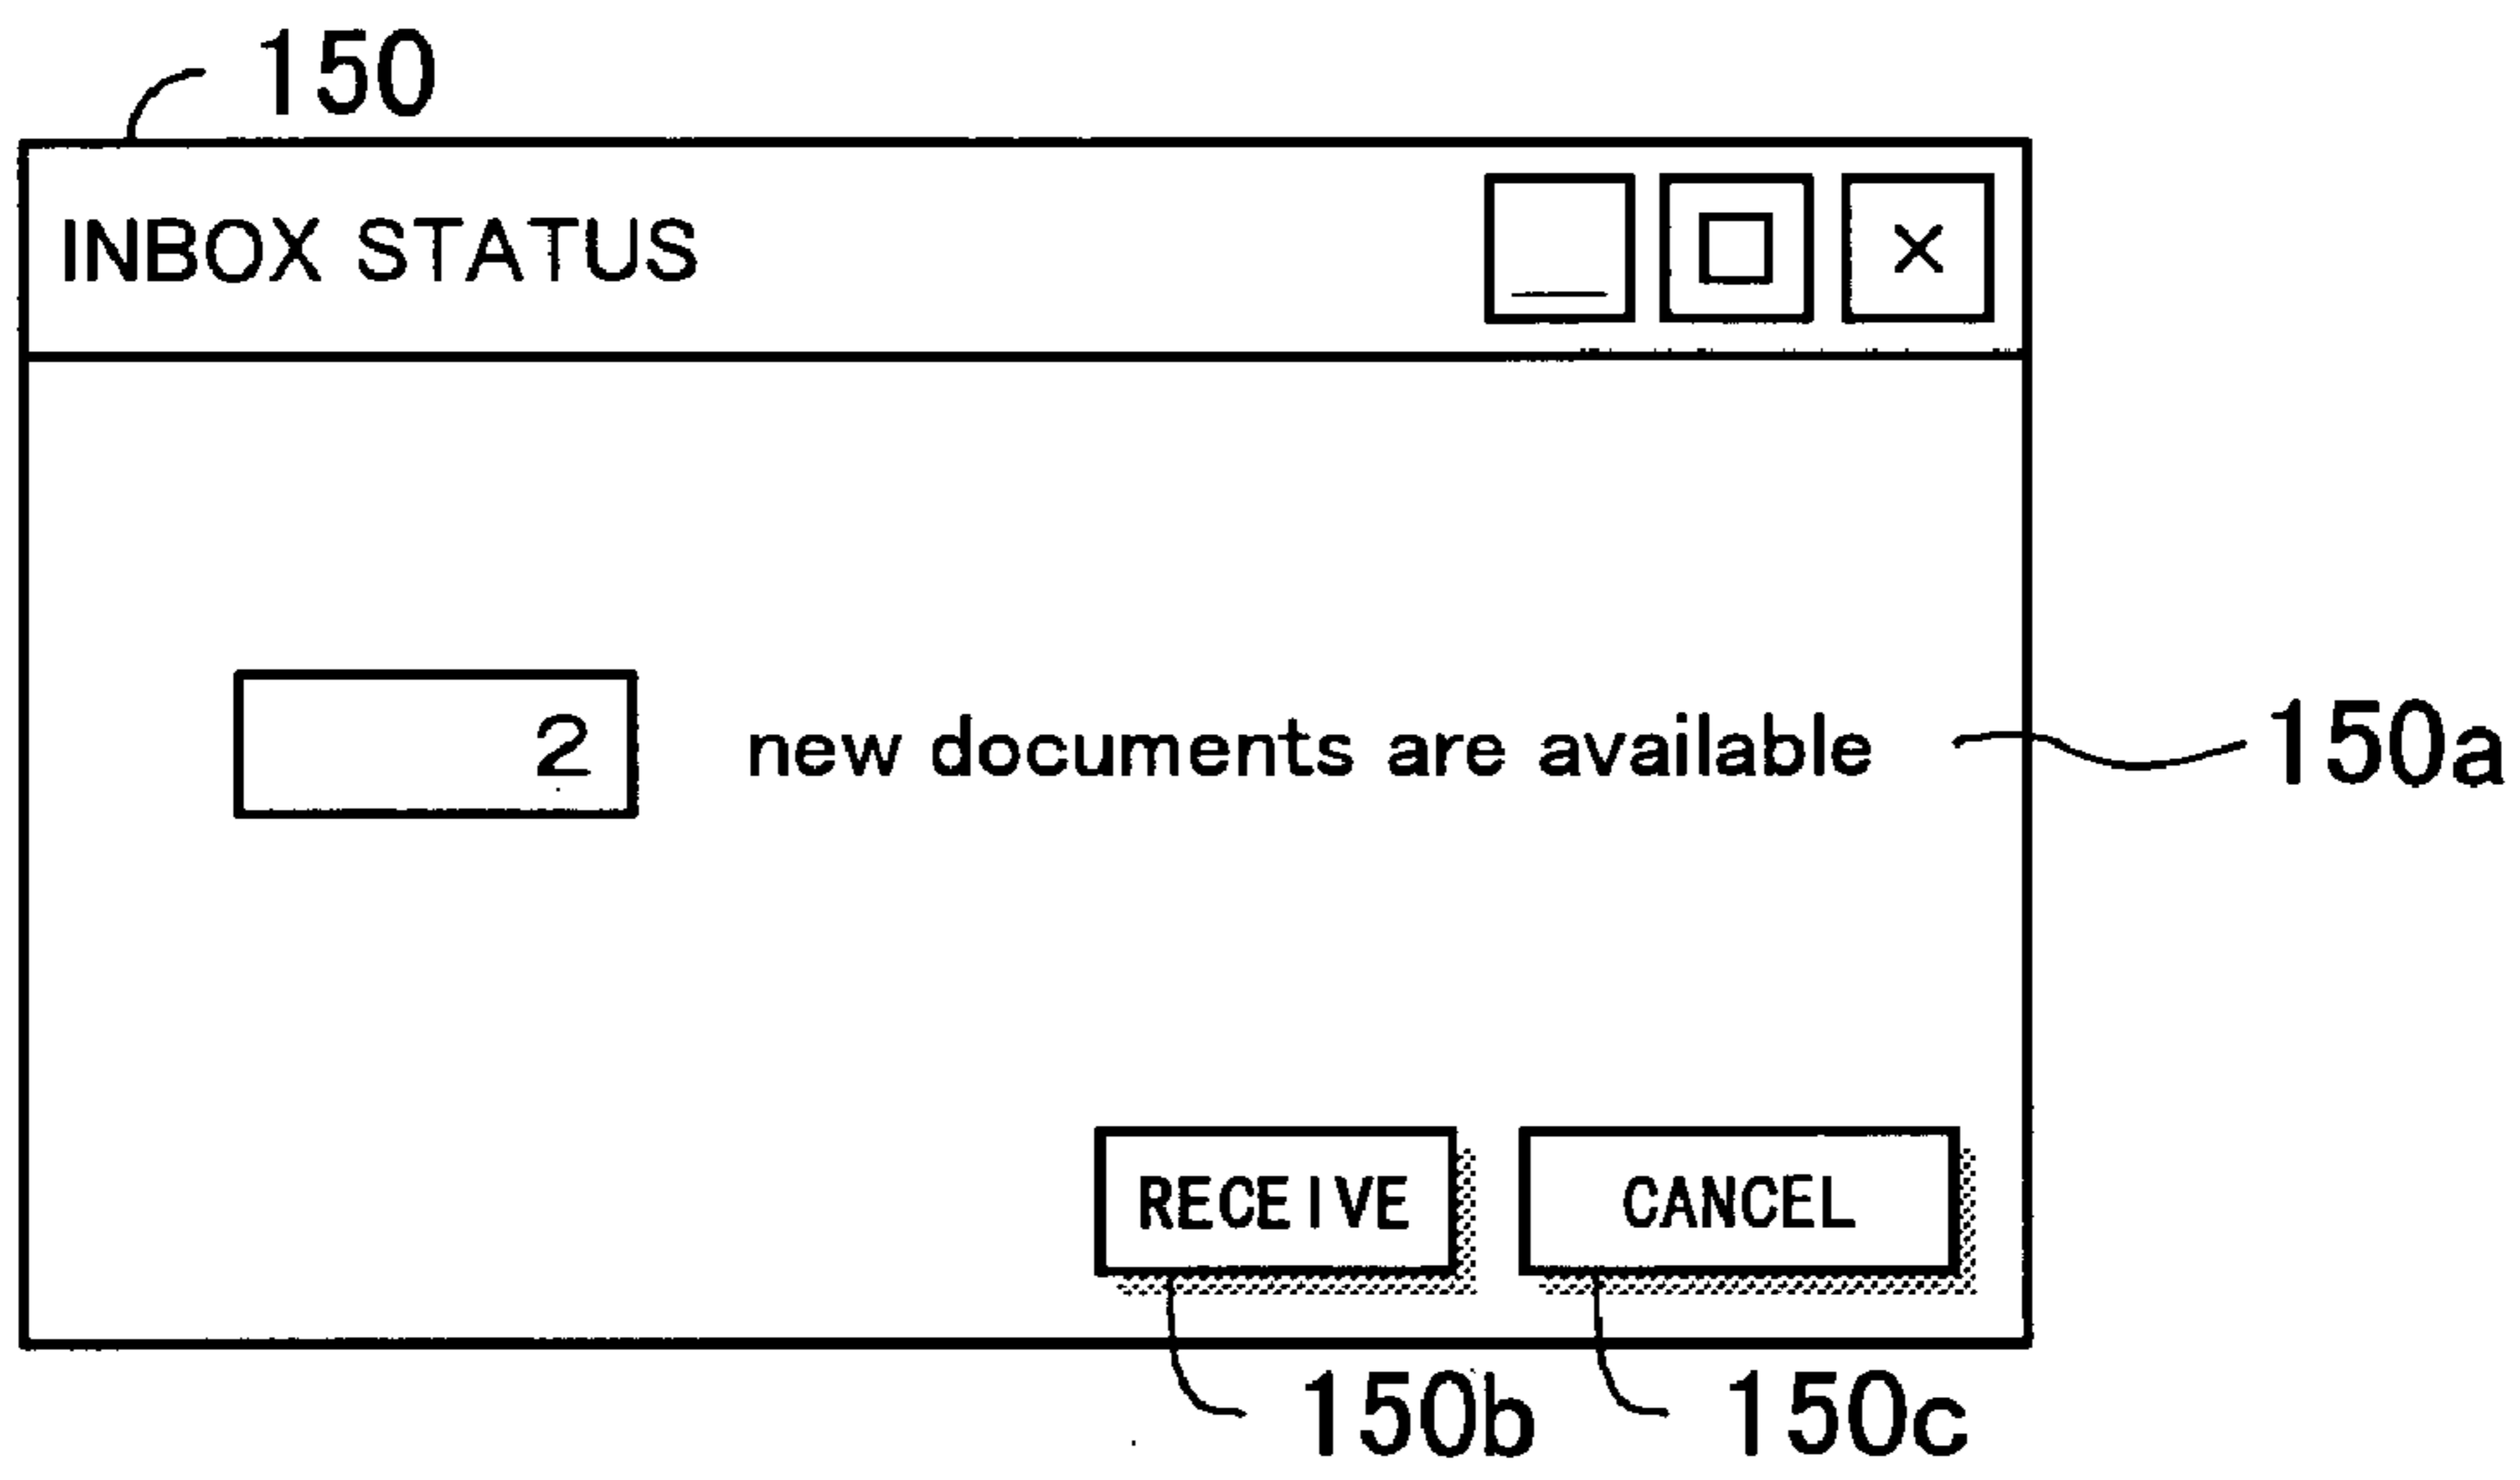 150
INBOX STATUS
2 new documents are available
150a
RECEIVE CANCEL
150b 150c